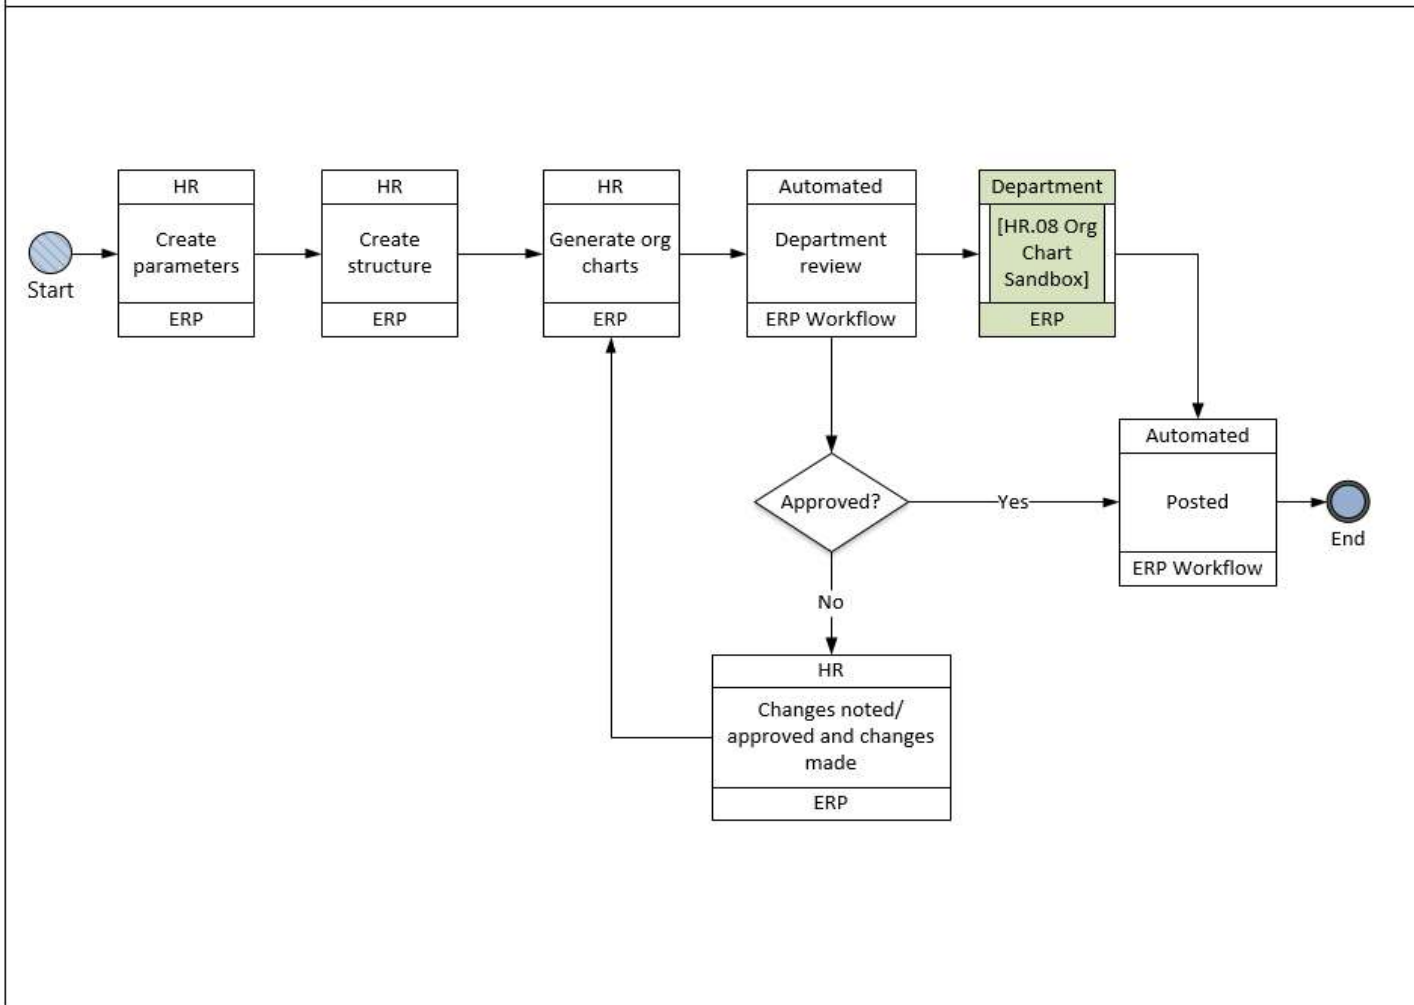 Start
HR
Create
parameters
ERP
HR
Create
structure
ERP
HR
Generate org
charts
ERP
Automated
Department
review
ERP Workflow
Department
[HR.08 Org
Chart
Sandbox]
ERP
Approved?
Yes
No
Automated
Posted
ERP Workflow
End
HR
Changes noted/
approved and changes
made
ERP